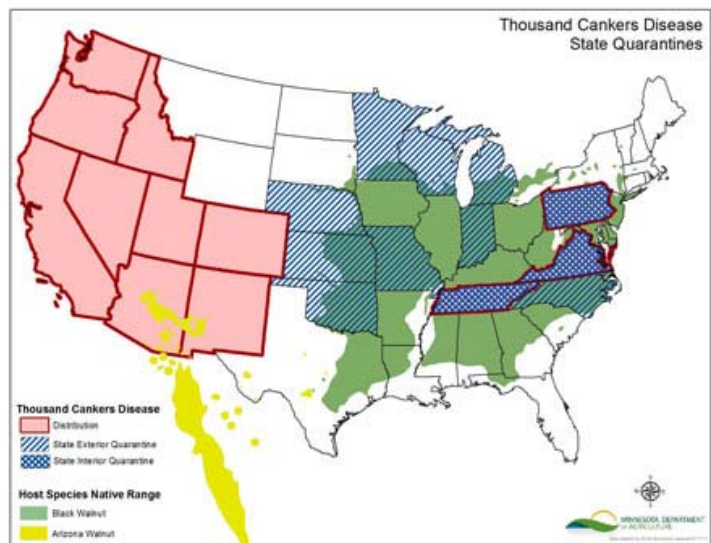 Thousand Cankers Disease
State Quarantines
Thousand Cankers Disease
Distribution
State Exterior Quarantine
State Interior Quarantine
Host Species Native Range
Black Walnut
Arizona Walnut
MINNESOTA DEPARTMENT
OF AGRICULTURE